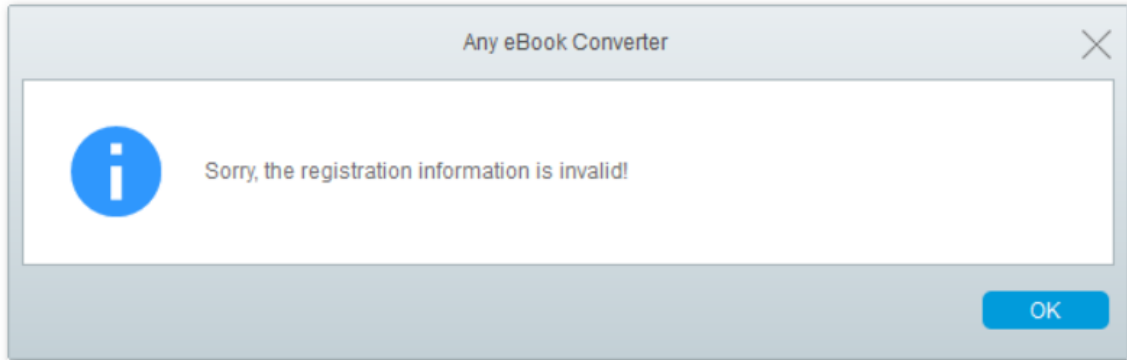 Any eBook Converter
Sorry, the registration information is invalid!
OK